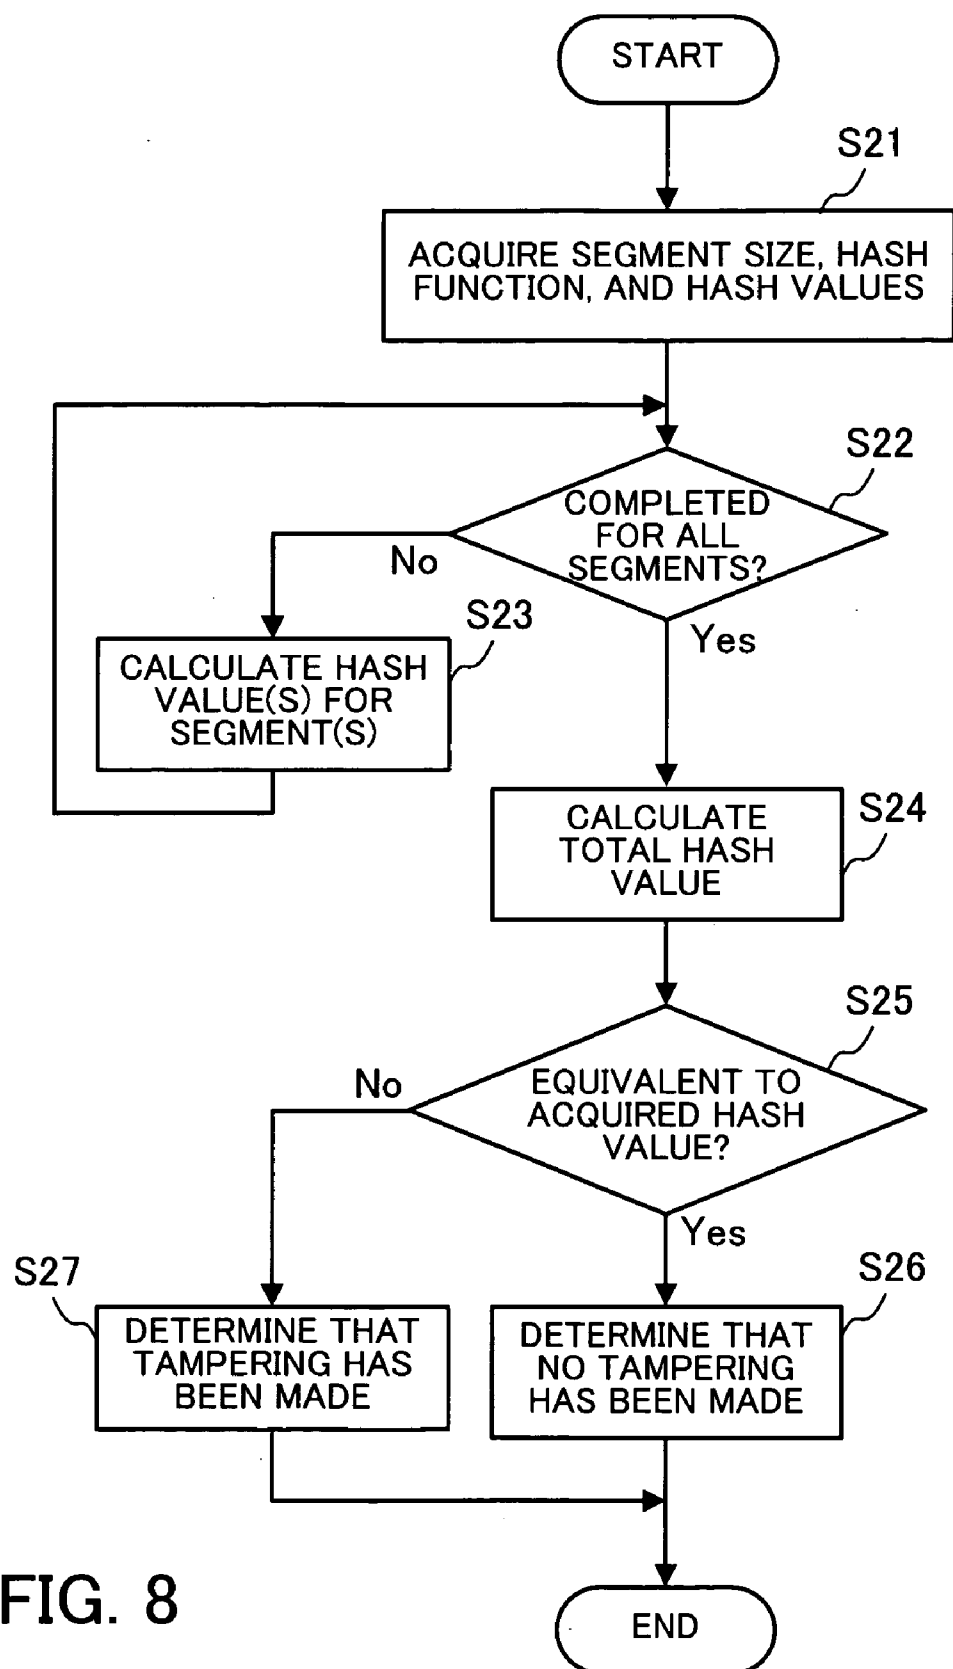 START
S21
ACQUIRE SEGMENT SIZE, HASH
FUNCTION, AND HASH VALUES
S22
COMPLETED
FOR ALL
SEGMENTS?
No
Yes
S23
CALCULATE HASH
VALUE(S) FOR
SEGMENT(S)
S24
CALCULATE
TOTAL HASH
VALUE
S25
EQUIVALENT TO
ACQUIRED HASH
VALUE?
No
Yes
S27
DETERMINE THAT
TAMPERING HAS
BEEN MADE
S26
DETERMINE THAT
NO TAMPERING
HAS BEEN MADE
END
FIG. 8